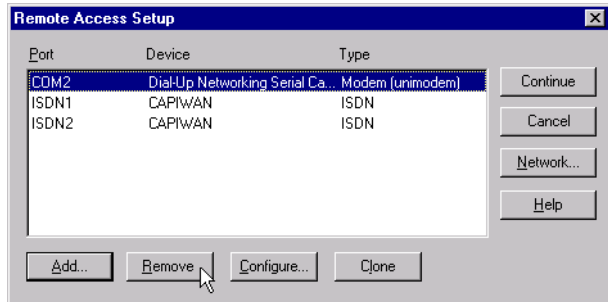 Remote Access Setup
Port Device Type
COM2 Dial-Up Networking Serial Ca... Modem (unimodem)
ISDN1 CAPIWAN ISDN
ISDN2 CAPIWAN ISDN
Continue
Cancel
Network...
Help
Add... Remove Configure... Clone